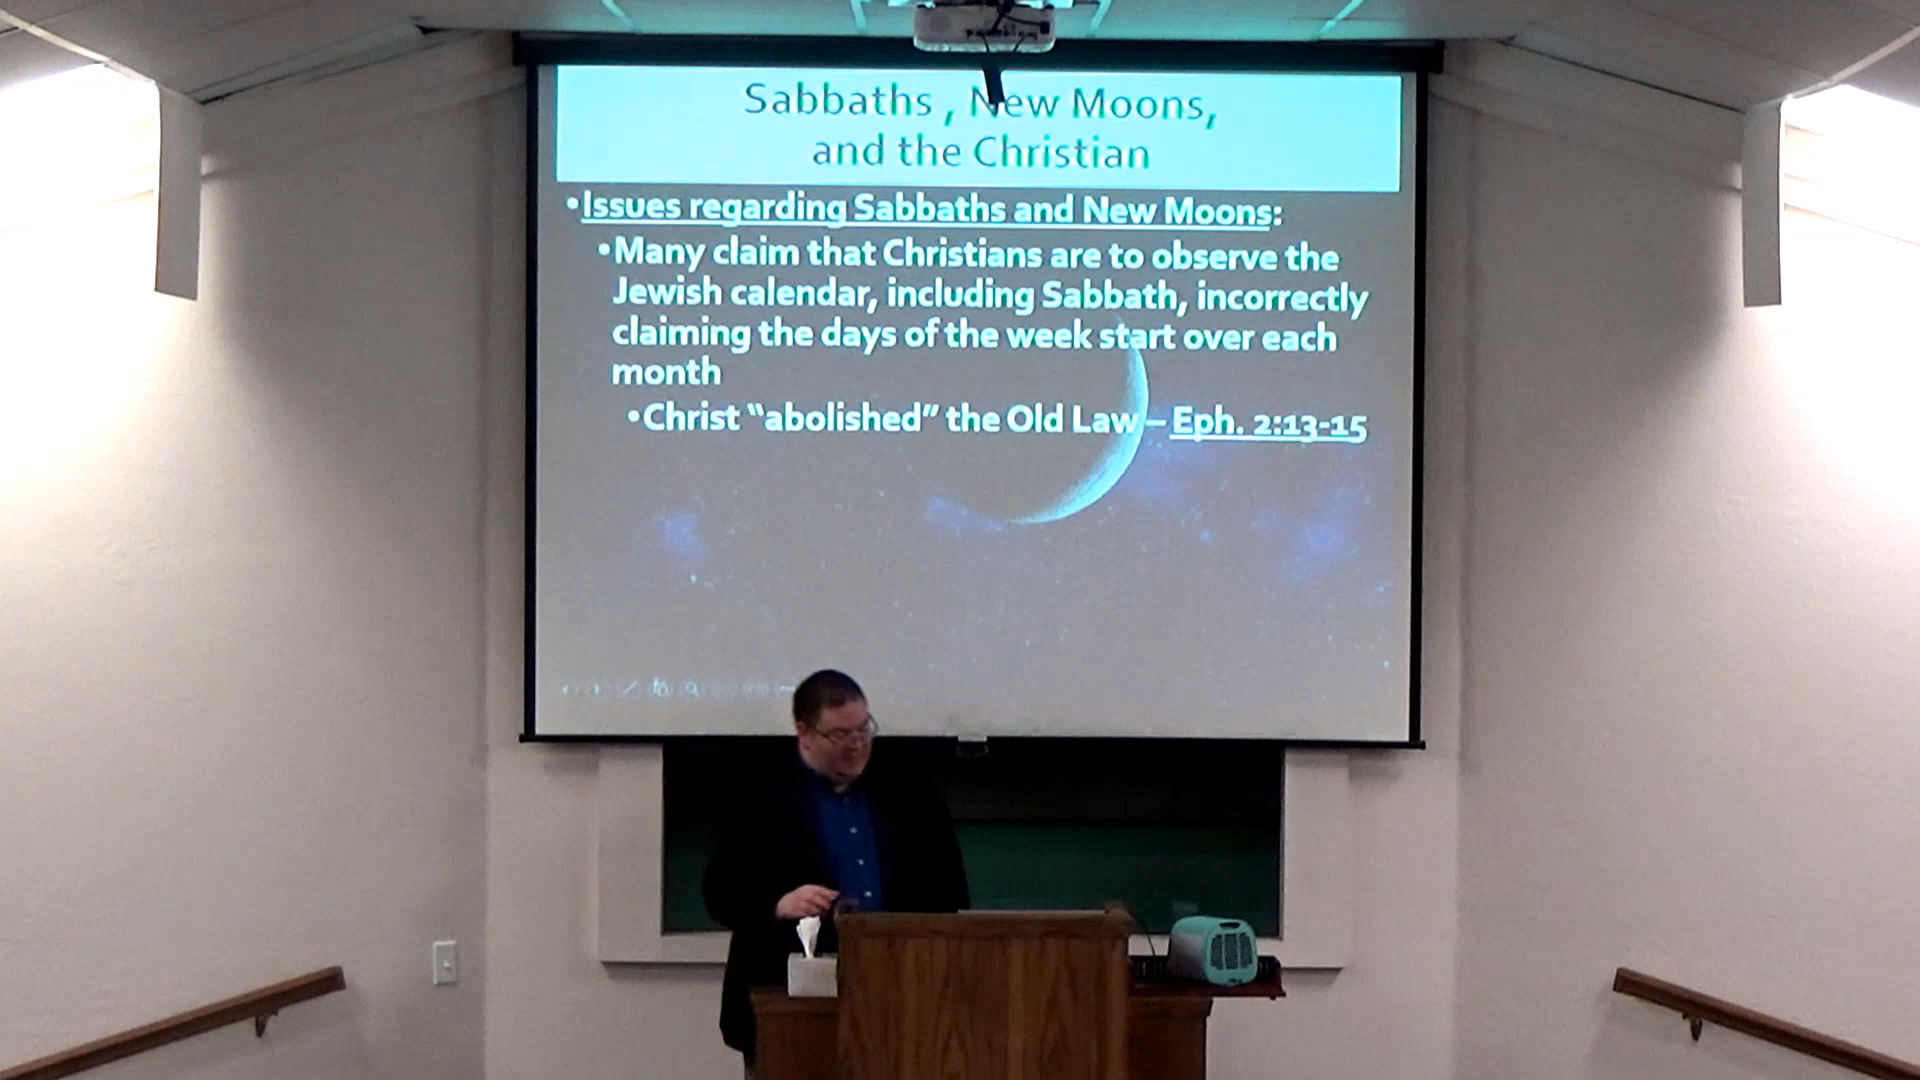 Sabbaths , New Moons,
and the Christian
•Issues regarding Sabbaths and New Moons:
•Many claim that Christians are to observe the
Jewish calendar, including Sabbath, incorrectly
claiming the days of the week start over each
month
•Christ “abolished” the Old Law – Eph. 2:13-15